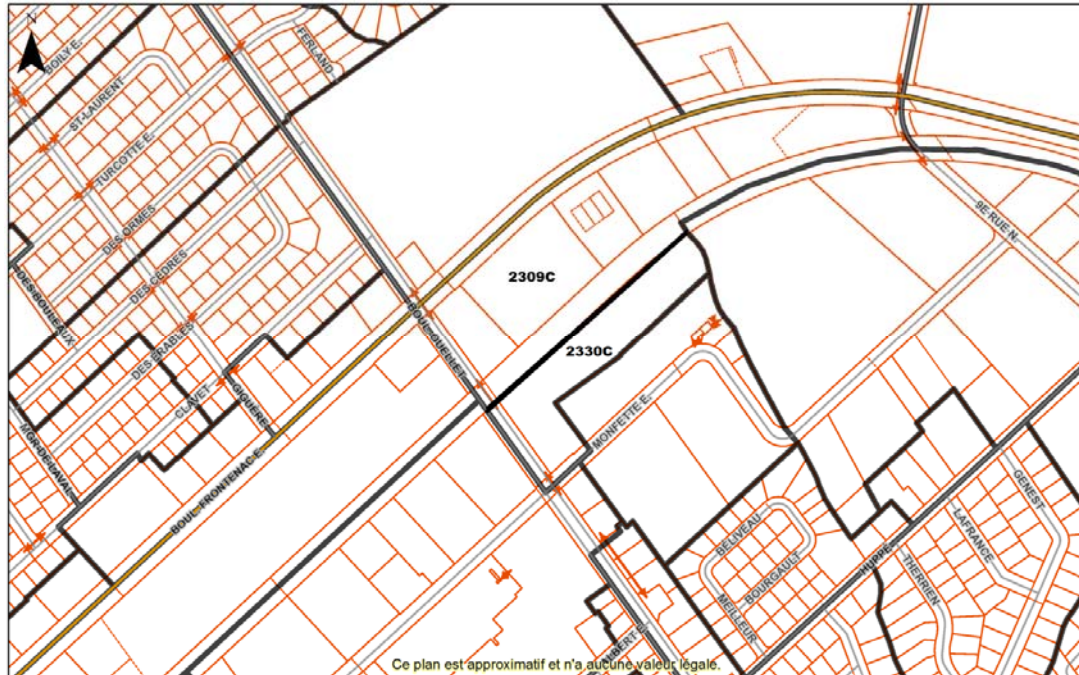 N
BOILY E.
FERLAND
ST-LAURENT
TURCOTTE E.
DES ORMES
DES CÈDRES
DES BOULEAUX
DES ÉRABLES
CLAVET
GIGUÈRE
MGR-DE-LAVAL
BOUL. FRONTENAC E.
BOUL. OUELLET
2309C
2330C
9E RUE N.
MONFETTE E.
BÉLIVEAU
BOURGAULT
MEILLEUR
HUPPÉ
GENEST
LAFRANCE
THERRIEN
ALBERT E.
Ce plan est approximatif et n'a aucune valeur légale.